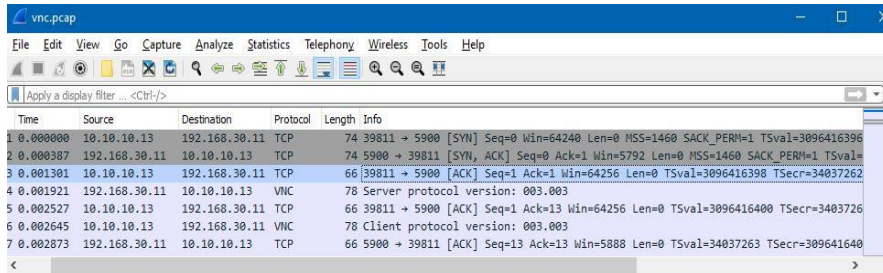 vnc.pcap
File Edit View Go Capture Analyze Statistics Telephony Wireless Tools Help
Apply a display filter ... <Ctrl-/>
Time Source Destination Protocol Length Info
1 0.000000 10.10.10.13 192.168.30.11 TCP 74 39811 → 5900 [SYN] Seq=0 Win=64240 Len=0 MSS=1460 SACK_PERM=1 TSval=3096416396
2 0.000387 192.168.30.11 10.10.10.13 TCP 74 5900 → 39811 [SYN, ACK] Seq=0 Ack=1 Win=5792 Len=0 MSS=1460 SACK_PERM=1 TSval=
3 0.001301 10.10.10.13 192.168.30.11 TCP 66 39811 → 5900 [ACK] Seq=1 Ack=1 Win=64256 Len=0 TSval=3096416398 TSecr=34037262
4 0.001921 192.168.30.11 10.10.10.13 VNC 78 Server protocol version: 003.003
5 0.002527 10.10.10.13 192.168.30.11 TCP 66 39811 → 5900 [ACK] Seq=1 Ack=13 Win=64256 Len=0 TSval=3096416400 TSecr=3403726
6 0.002645 10.10.10.13 192.168.30.11 VNC 78 Client protocol version: 003.003
7 0.002873 192.168.30.11 10.10.10.13 TCP 66 5900 → 39811 [ACK] Seq=13 Ack=13 Win=5888 Len=0 TSval=34037263 TSecr=309641640